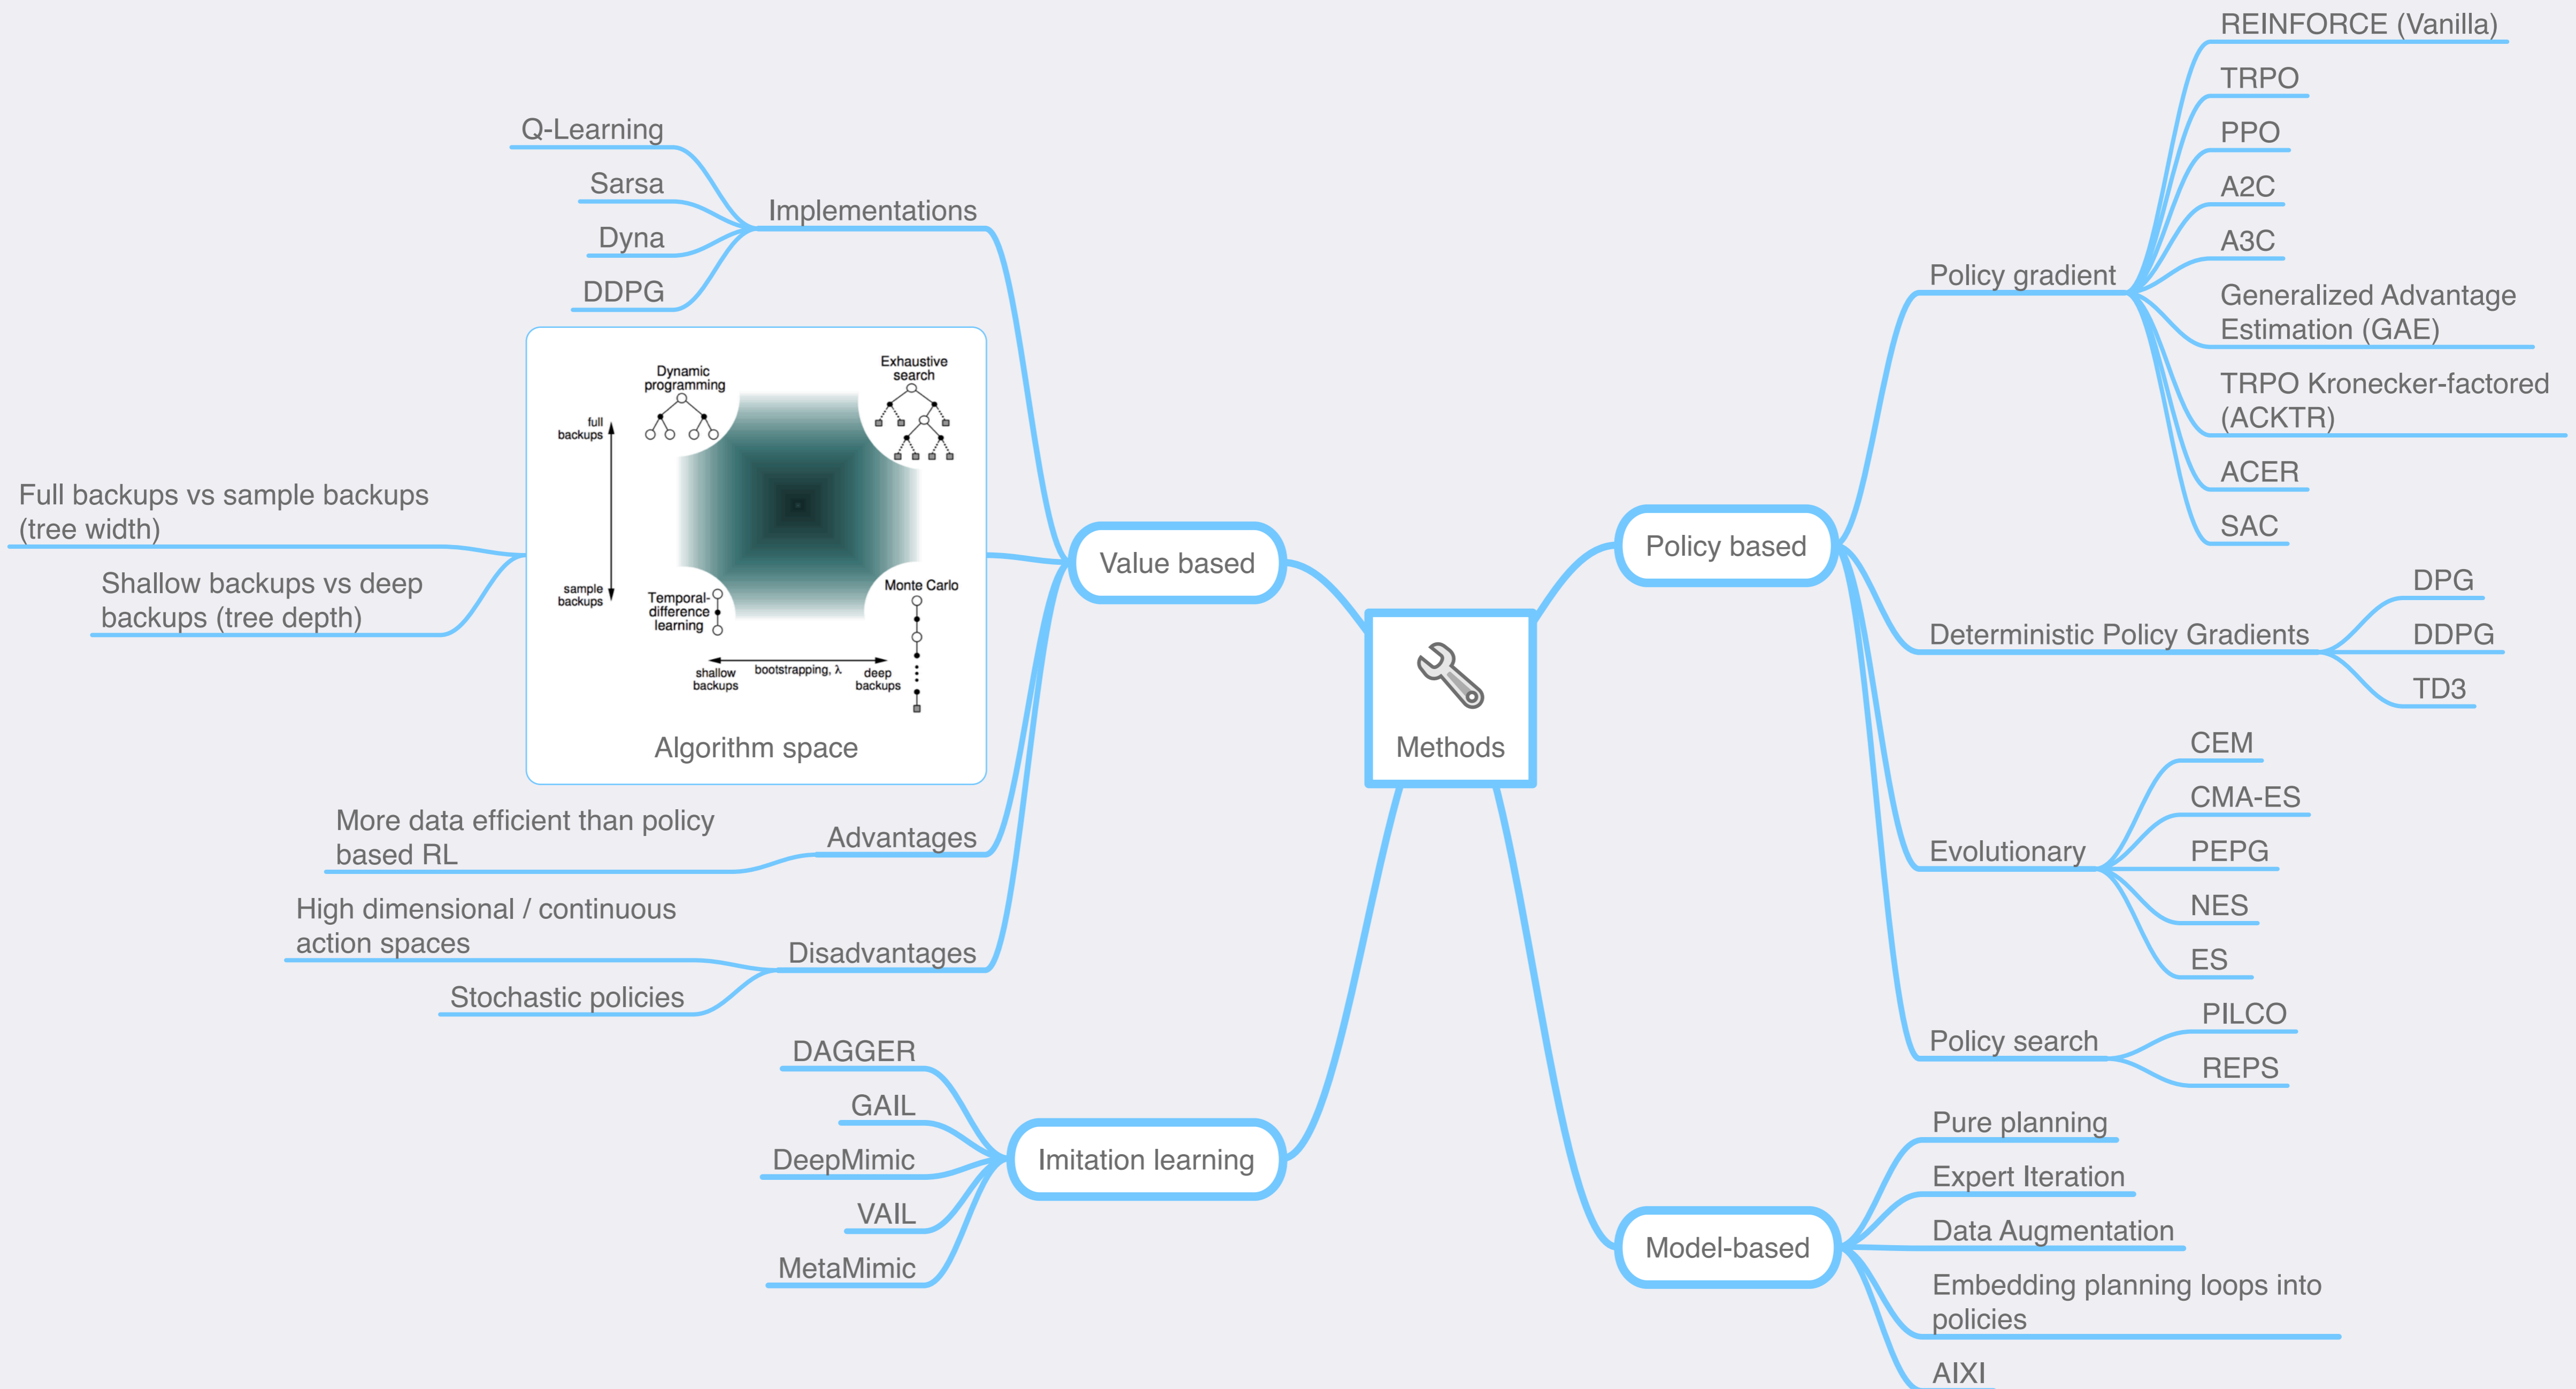 Q-Learning
Sarsa
Dyna
DDPG
Implementations
Dynamic
programming
Exhaustive
search
full
backups
sample
backups
Temporal-
difference
learning
Monte Carlo
shallow
backups
bootstrapping, λ
deep
backups
Algorithm space
Full backups vs sample backups
(tree width)
Shallow backups vs deep
backups (tree depth)
More data efficient than policy
based RL
Advantages
High dimensional / continuous
action spaces
Stochastic policies
Disadvantages
Value based
DAGGER
GAIL
DeepMimic
VAIL
MetaMimic
Imitation learning
Methods
Policy based
Policy gradient
REINFORCE (Vanilla)
TRPO
PPO
A2C
A3C
Generalized Advantage
Estimation (GAE)
TRPO Kronecker-factored
(ACKTR)
ACER
SAC
Deterministic Policy Gradients
DPG
DDPG
TD3
Evolutionary
CEM
CMA-ES
PEPG
NES
ES
Policy search
PILCO
REPS
Model-based
Pure planning
Expert Iteration
Data Augmentation
Embedding planning loops into
policies
AIXI